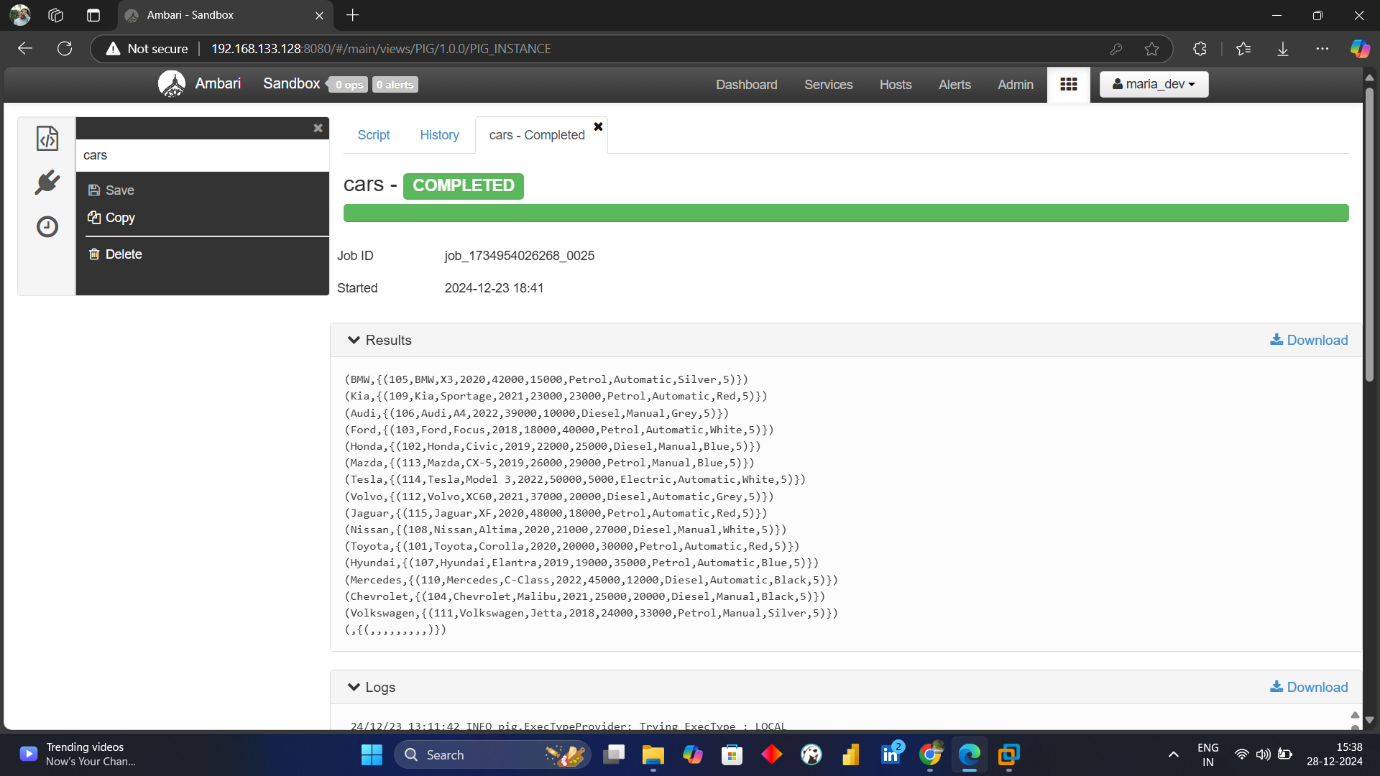 Ambari - Sandbox
Not secure
192.168.133.128:8080/#/main/views/PIG/1.0.0/PIG_INSTANCE
Ambari Sandbox 0 ops 0 alerts Dashboard Services Hosts Alerts Admin maria_dev
cars
Save
Copy
Delete
Script History cars - Completed
cars - COMPLETED
Job ID job_1734954026268_0025
Started 2024-12-23 18:41
Results Download
(BMW,{(105,BMW,X3,2020,42000,15000,Petrol,Automatic,Silver,5)})
(Kia,{(109,Kia,Sportage,2021,23000,23000,Petrol,Automatic,Red,5)})
(Audi,{(106,Audi,A4,2022,39000,10000,Diesel,Manual,Grey,5)})
(Ford,{(103,Ford,Focus,2018,18000,40000,Petrol,Automatic,White,5)})
(Honda,{(102,Honda,Civic,2019,22000,25000,Diesel,Manual,Blue,5)})
(Mazda,{(113,Mazda,CX-5,2019,26000,29000,Petrol,Manual,Blue,5)})
(Tesla,{(114,Tesla,Model 3,2022,50000,5000,Electric,Automatic,White,5)})
(Volvo,{(112,Volvo,XC60,2021,37000,20000,Diesel,Automatic,Grey,5)})
(Jaguar,{(115,Jaguar,XF,2020,48000,18000,Petrol,Automatic,Red,5)})
(Nissan,{(108,Nissan,Altima,2020,21000,27000,Diesel,Manual,White,5)})
(Toyota,{(101,Toyota,Corolla,2020,20000,30000,Petrol,Automatic,Red,5)})
(Hyundai,{(107,Hyundai,Elantra,2019,19000,35000,Petrol,Automatic,Blue,5)})
(Mercedes,{(110,Mercedes,C-Class,2022,45000,12000,Diesel,Automatic,Black,5)})
(Chevrolet,{(104,Chevrolet,Malibu,2021,25000,20000,Diesel,Manual,Black,5)})
(Volkswagen,{(111,Volkswagen,Jetta,2018,24000,33000,Petrol,Manual,Silver,5)})
(,{(,,,,,,,,,)})
Logs Download
24/12/23 13:11:42 INFO pig.ExecTypeProvider: Trying ExecType : LOCAL
Trending videos
Now's Your Chan...
Search
2
ENG
IN
15:38
28-12-2024